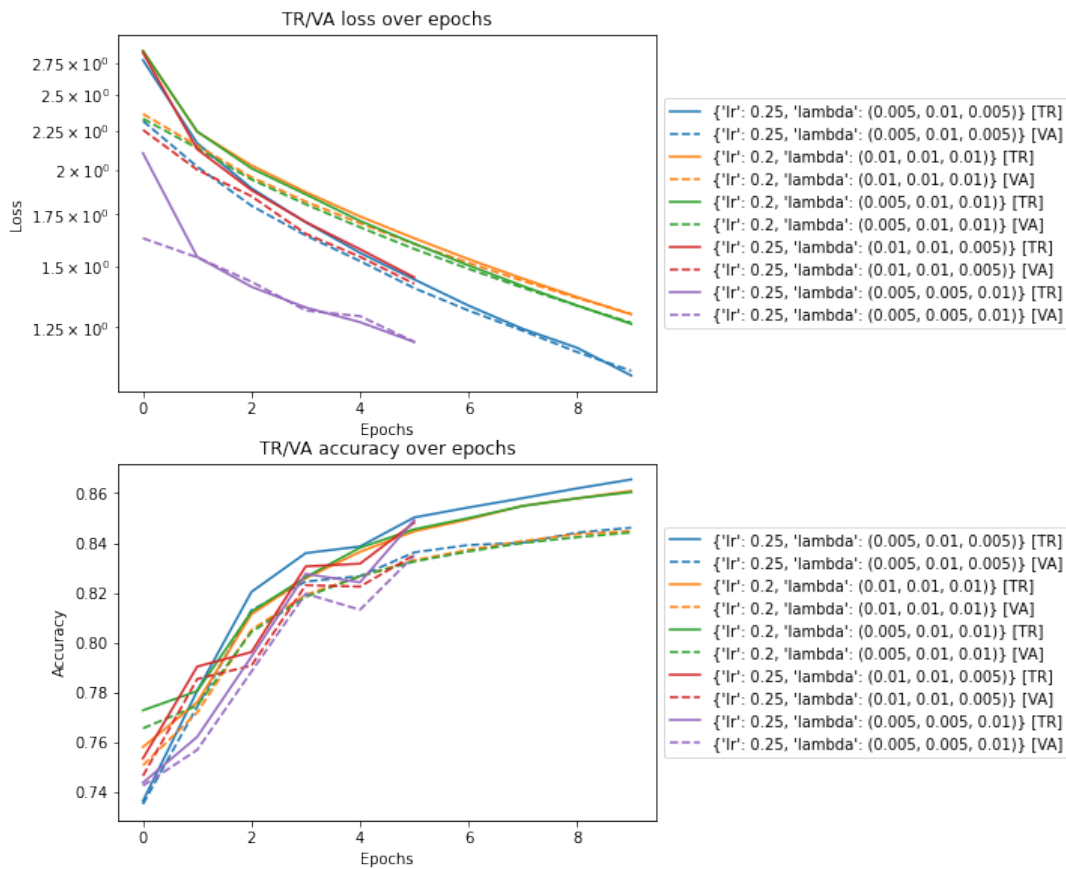 TR/VA loss over epochs
Loss
2.75 × 10⁰
2.5 × 10⁰
2.25 × 10⁰
2 × 10⁰
1.75 × 10⁰
1.5 × 10⁰
1.25 × 10⁰
0 2 4 6 8
Epochs
{'lr': 0.25, 'lambda': (0.005, 0.01, 0.005)} [TR]
{'lr': 0.25, 'lambda': (0.005, 0.01, 0.005)} [VA]
{'lr': 0.2, 'lambda': (0.01, 0.01, 0.01)} [TR]
{'lr': 0.2, 'lambda': (0.01, 0.01, 0.01)} [VA]
{'lr': 0.2, 'lambda': (0.005, 0.01, 0.01)} [TR]
{'lr': 0.2, 'lambda': (0.005, 0.01, 0.01)} [VA]
{'lr': 0.25, 'lambda': (0.01, 0.01, 0.005)} [TR]
{'lr': 0.25, 'lambda': (0.01, 0.01, 0.005)} [VA]
{'lr': 0.25, 'lambda': (0.005, 0.005, 0.01)} [TR]
{'lr': 0.25, 'lambda': (0.005, 0.005, 0.01)} [VA]
TR/VA accuracy over epochs
Accuracy
0.86
0.84
0.82
0.80
0.78
0.76
0.74
0 2 4 6 8
Epochs
{'lr': 0.25, 'lambda': (0.005, 0.01, 0.005)} [TR]
{'lr': 0.25, 'lambda': (0.005, 0.01, 0.005)} [VA]
{'lr': 0.2, 'lambda': (0.01, 0.01, 0.01)} [TR]
{'lr': 0.2, 'lambda': (0.01, 0.01, 0.01)} [VA]
{'lr': 0.2, 'lambda': (0.005, 0.01, 0.01)} [TR]
{'lr': 0.2, 'lambda': (0.005, 0.01, 0.01)} [VA]
{'lr': 0.25, 'lambda': (0.01, 0.01, 0.005)} [TR]
{'lr': 0.25, 'lambda': (0.01, 0.01, 0.005)} [VA]
{'lr': 0.25, 'lambda': (0.005, 0.005, 0.01)} [TR]
{'lr': 0.25, 'lambda': (0.005, 0.005, 0.01)} [VA]